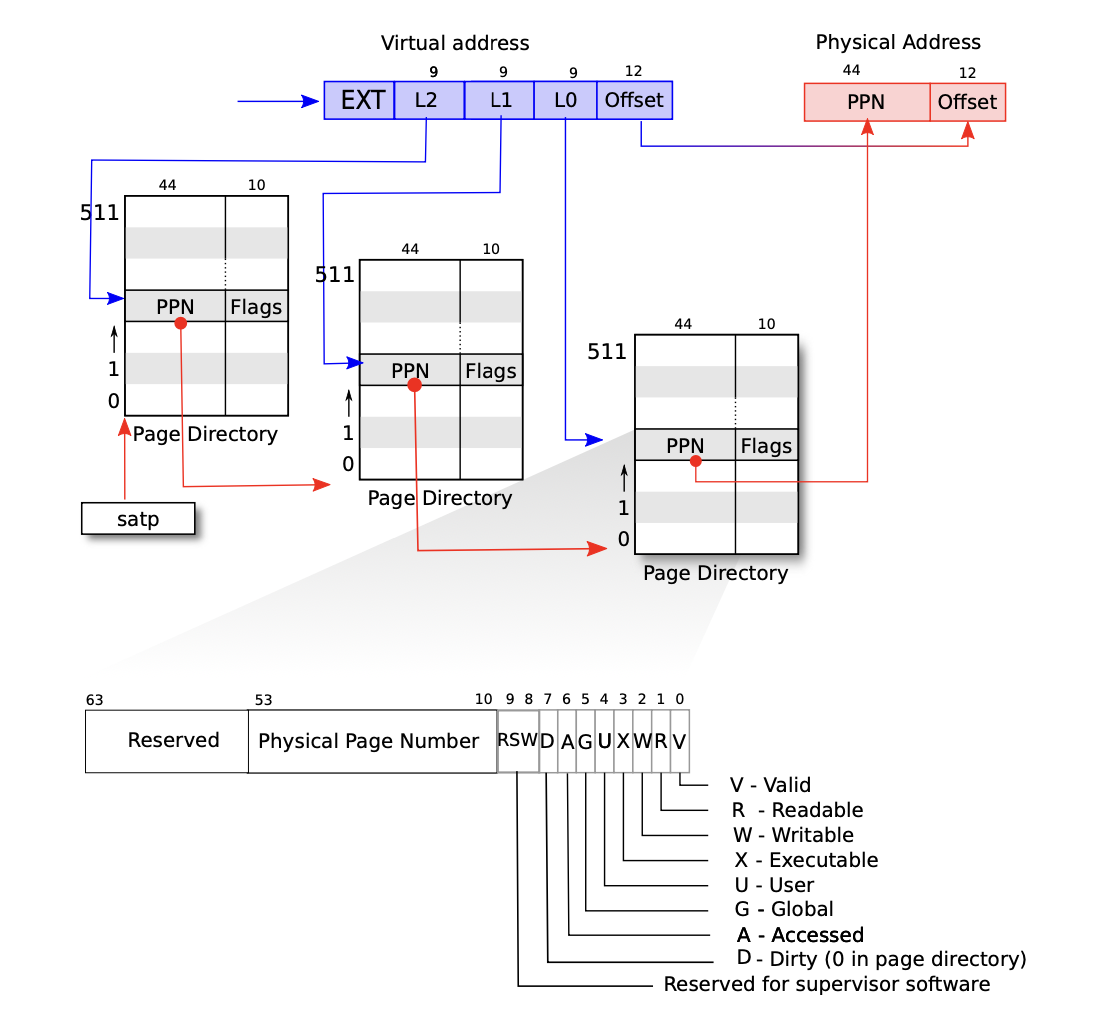 Virtual address
Physical Address
9 9 9 12
44 12
EXT L2 L1 L0 Offset
PPN Offset
44 10
511
PPN Flags
1
0
Page Directory
satp
44 10
511
PPN Flags
1
0
Page Directory
44 10
511
PPN Flags
1
0
Page Directory
63 53 10 9 8 7 6 5 4 3 2 1 0
Reserved Physical Page Number RSW D A G U X W R V
V - Valid
R - Readable
W - Writable
X - Executable
U - User
G - Global
A - Accessed
D - Dirty (0 in page directory)
Reserved for supervisor software